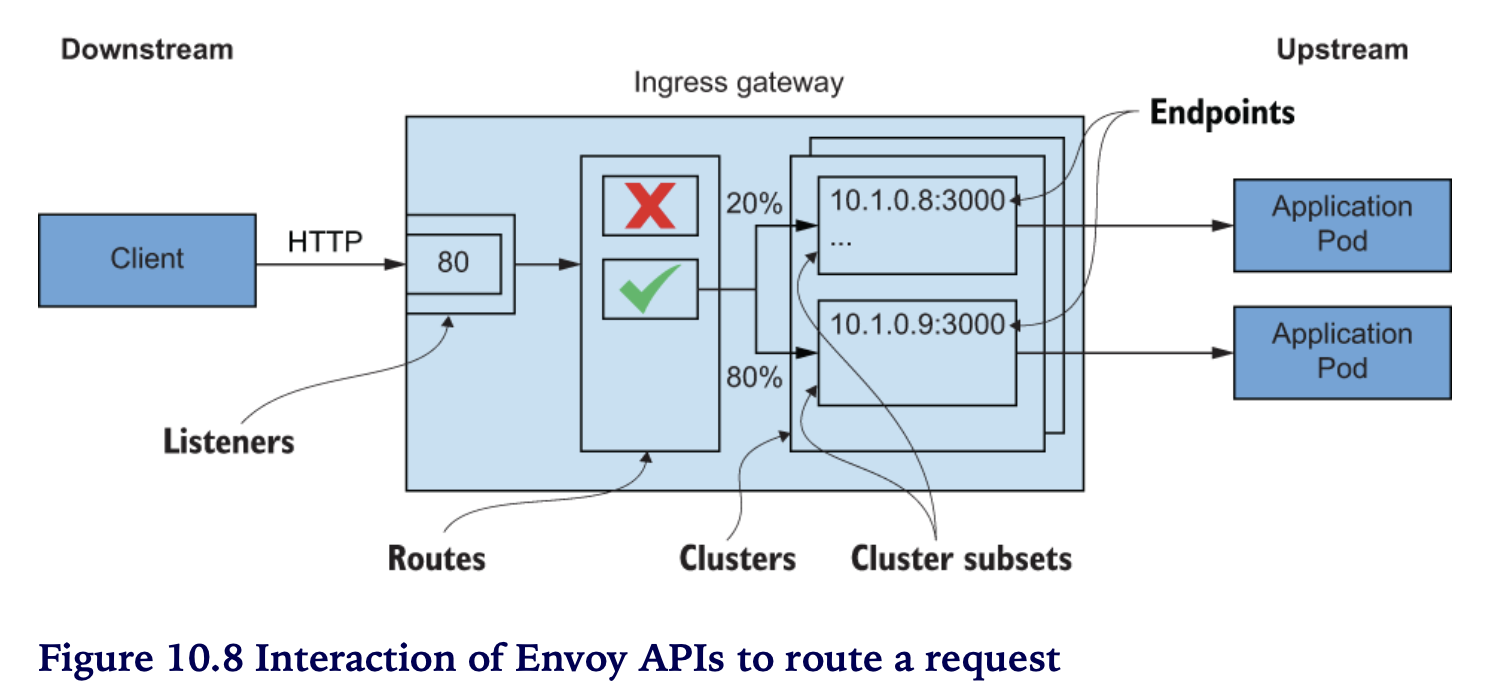 Downstream
Upstream
Ingress gateway
Endpoints
Client
HTTP
80
20%
80%
10.1.0.8:3000
...
10.1.0.9:3000
Application
Pod
Application
Pod
Listeners
Routes
Clusters
Cluster subsets
Figure 10.8 Interaction of Envoy APIs to route a request